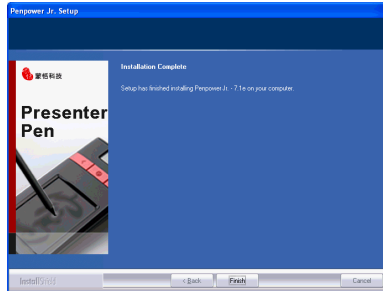 Penpower Jr. Setup
Installation Complete
Setup has finished installing Penpower Jr. - 7.1e on your computer.
蒙恬科技
Presenter
Pen
InstallShield
< Back
Finish
Cancel